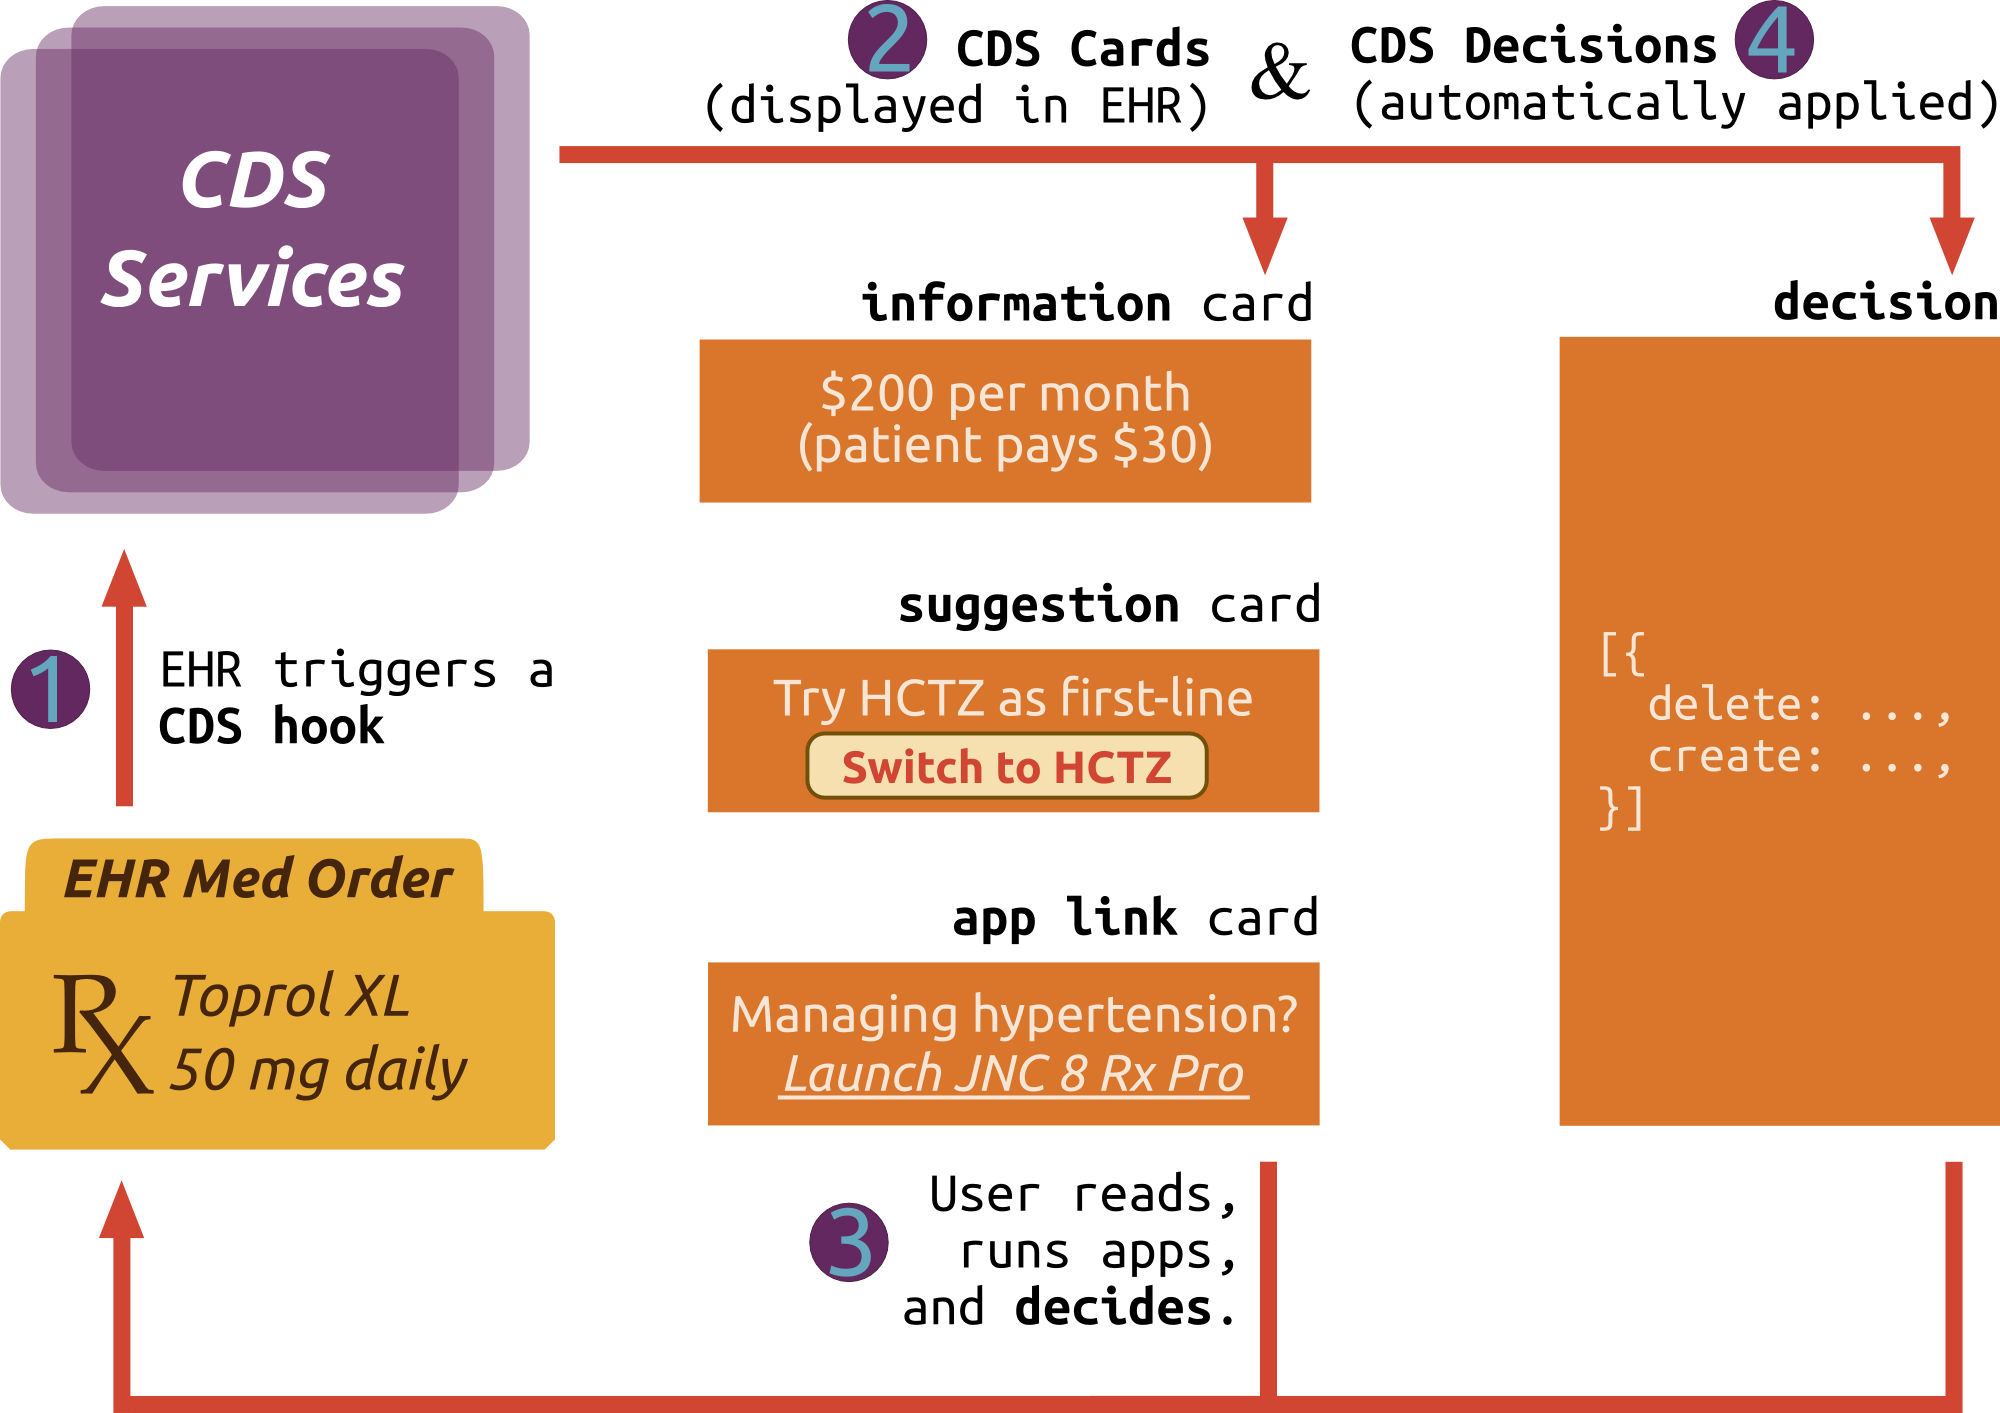 CDS
Services
2 CDS Cards & CDS Decisions 4
(displayed in EHR) (automatically applied)
information card
$200 per month
(patient pays $30)
suggestion card
Try HCTZ as first-line
Switch to HCTZ
app link card
Managing hypertension?
Launch JNC 8 Rx Pro
decision
[{
delete: ...,
create: ...,
}]
1 EHR triggers a
CDS hook
EHR Med Order
Rx Toprol XL
50 mg daily
3 User reads,
runs apps,
and decides.